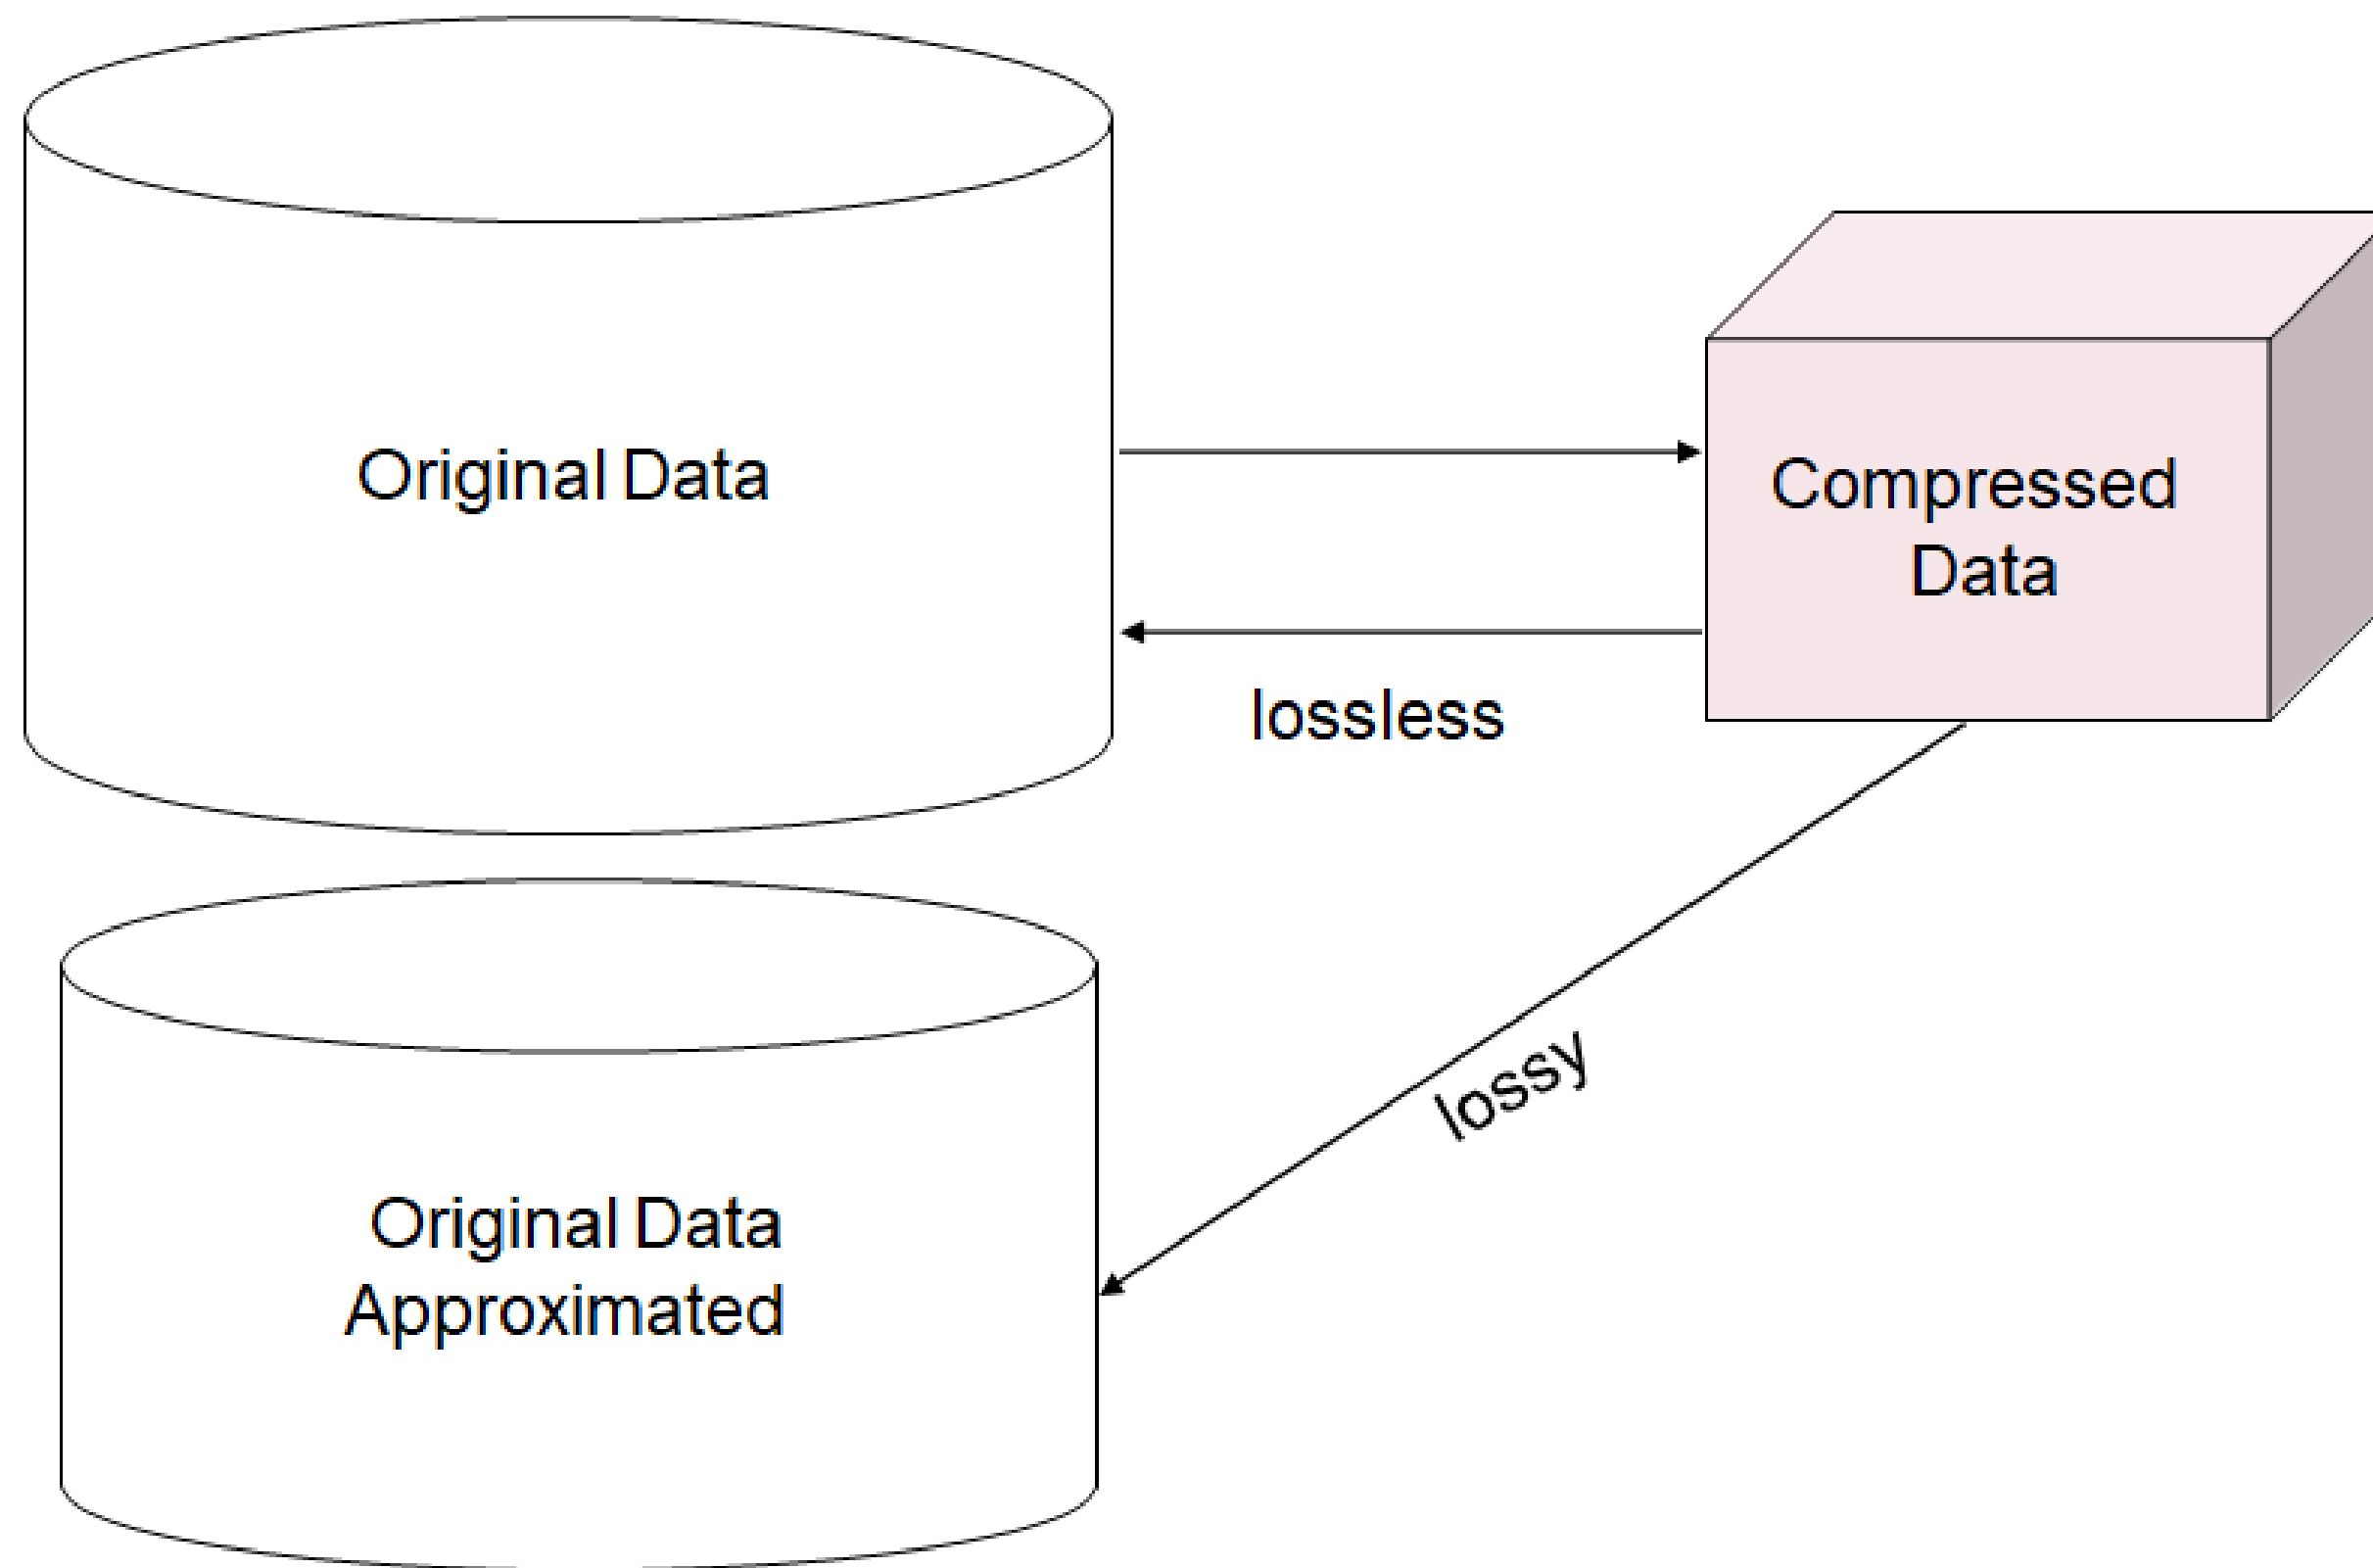 Original Data
Compressed
Data
lossless
lossy
Original Data
Approximated